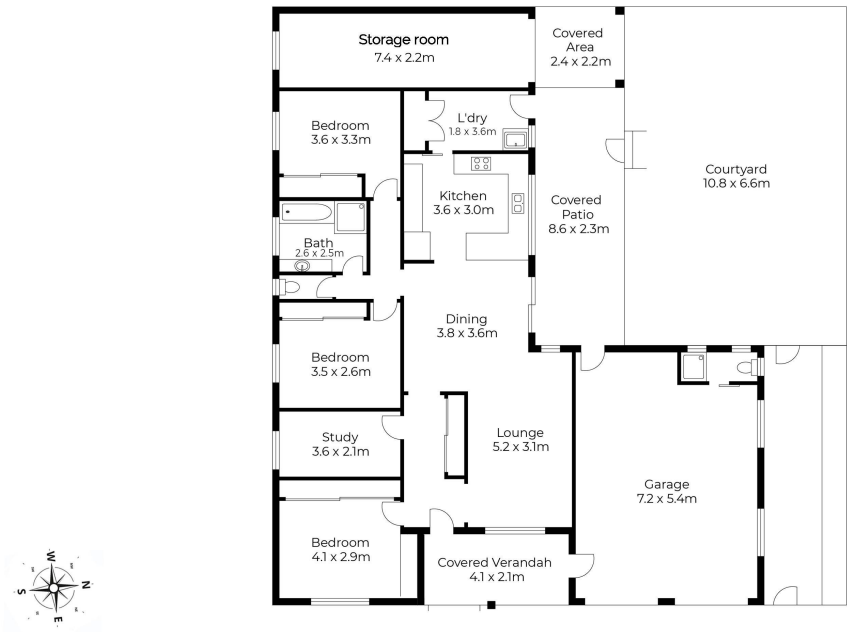 Storage room
7.4 x 2.2m
Covered
Area
2.4 x 2.2m
Bedroom
3.6 x 3.3m
L'dry
1.8 x 3.6m
Kitchen
3.6 x 3.0m
Covered
Patio
8.6 x 2.3m
Courtyard
10.8 x 6.6m
Bath
2.6 x 2.5m
Dining
3.8 x 3.6m
Bedroom
3.5 x 2.6m
Study
3.6 x 2.1m
Lounge
5.2 x 3.1m
Garage
7.2 x 5.4m
Bedroom
4.1 x 2.9m
Covered Verandah
4.1 x 2.1m
W
N
S
E